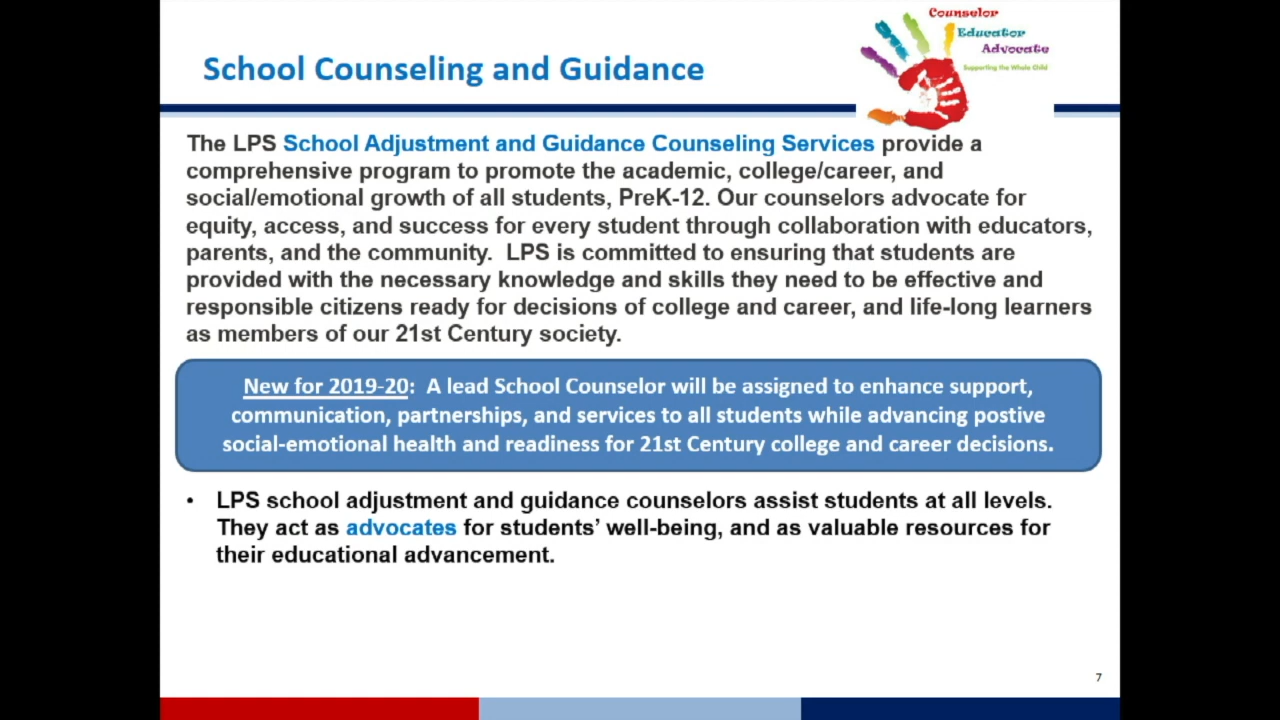 Counselor
Educator
Advocate
Supporting the Whole Child
School Counseling and Guidance
The LPS School Adjustment and Guidance Counseling Services provide a
comprehensive program to promote the academic, college/career, and
social/emotional growth of all students, PreK-12. Our counselors advocate for
equity, access, and success for every student through collaboration with educators,
parents, and the community.  LPS is committed to ensuring that students are
provided with the necessary knowledge and skills they need to be effective and
responsible citizens ready for decisions of college and career, and life-long learners
as members of our 21st Century society.
New for 2019-20:  A lead School Counselor will be assigned to enhance support,
communication, partnerships, and services to all students while advancing postive
social-emotional health and readiness for 21st Century college and career decisions.
• LPS school adjustment and guidance counselors assist students at all levels.
They act as advocates for students’ well-being, and as valuable resources for
their educational advancement.
7